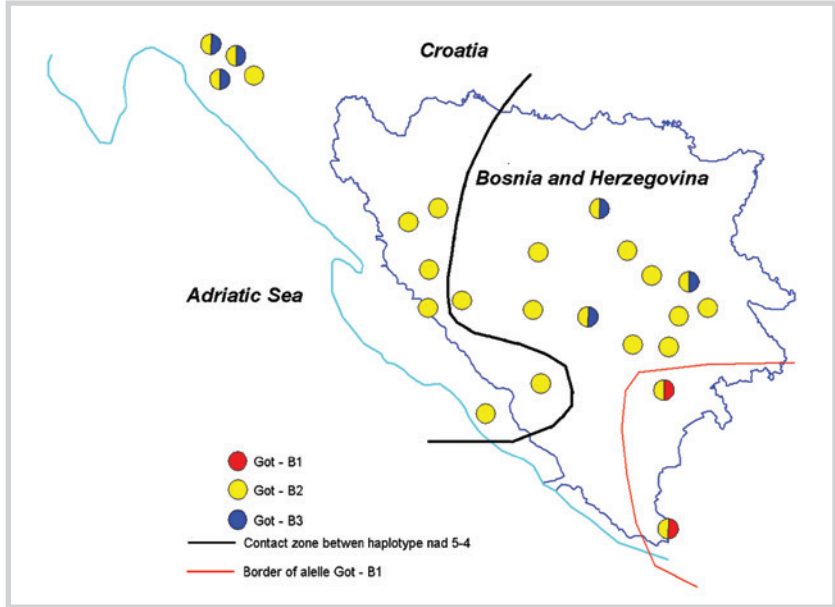 Croatia
Bosnia and Herzegovina
Adriatic Sea
Got - B1
Got - B2
Got - B3
Contact zone betwen haplotype nad 5-4
Border of alelle Got - B1